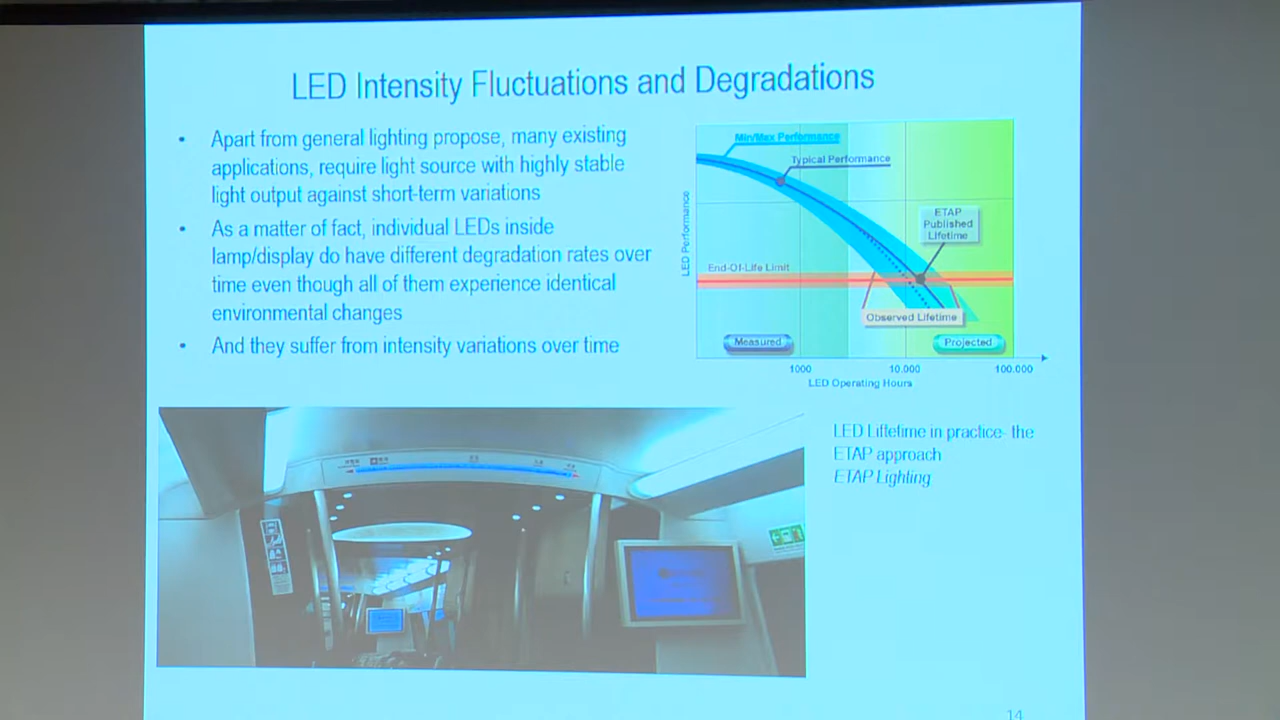 LED Intensity Fluctuations and Degradations
• Apart from general lighting propose, many existing
applications, require light source with highly stable
light output against short-term variations
• As a matter of fact, individual LEDs inside
lamp/display do have different degradation rates over
time even though all of them experience identical
environmental changes
• And they suffer from intensity variations over time
Min/Max Performance
Typical Performance
ETAP
Published
Lifetime
LED Performance
End-Of-Life Limit
Observed Lifetime
Measured
Projected
1000
10.000
100.000
LED Operating Hours
LED Liftetime in practice- the
ETAP approach
ETAP Lighting
14